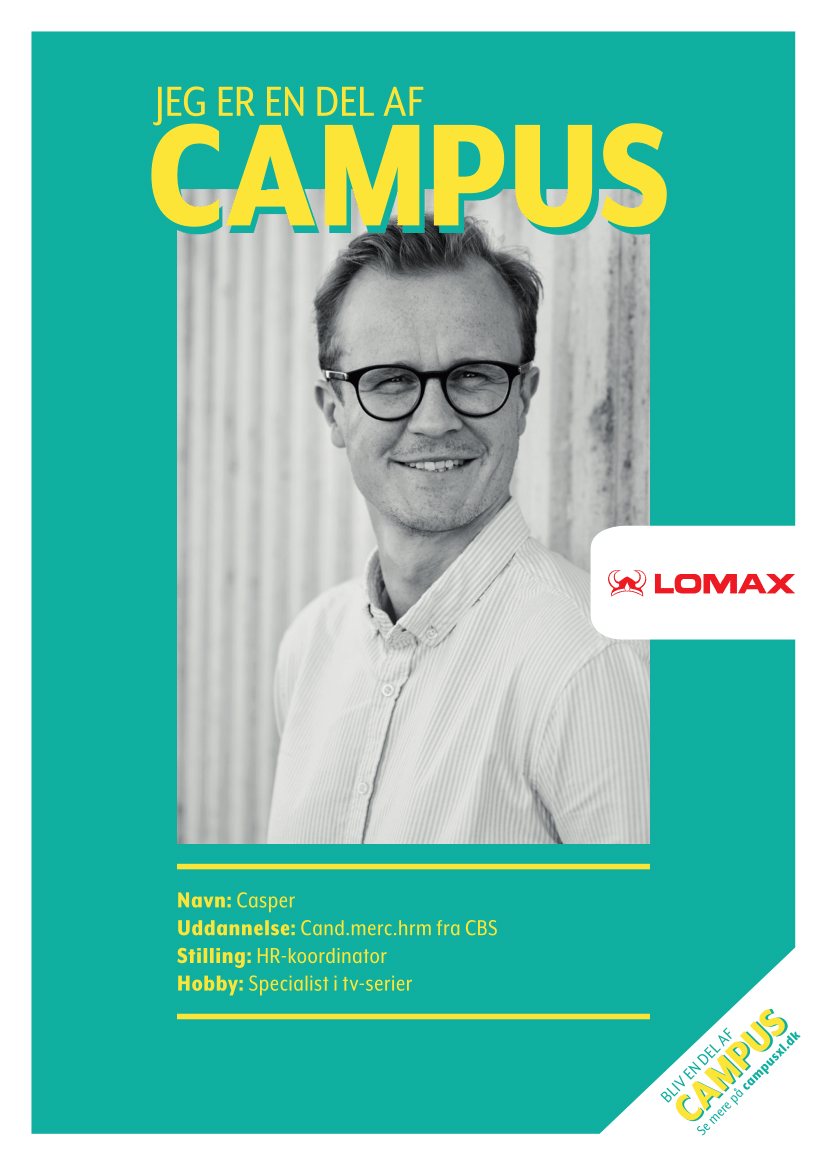 JEG ER EN DEL AF
CAMPUS
LOMAX
Navn: Casper
Uddannelse: Cand.merc.hrm fra CBS
Stilling: HR-koordinator
Hobby: Specialist i tv-serier
BLIV EN DEL AF
CAMPUS
Se mere på campusxl.dk